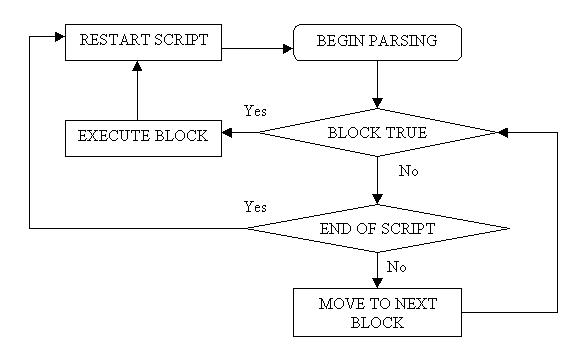 RESTART SCRIPT
BEGIN PARSING
Yes
EXECUTE BLOCK
BLOCK TRUE
No
Yes
END OF SCRIPT
No
MOVE TO NEXT
BLOCK